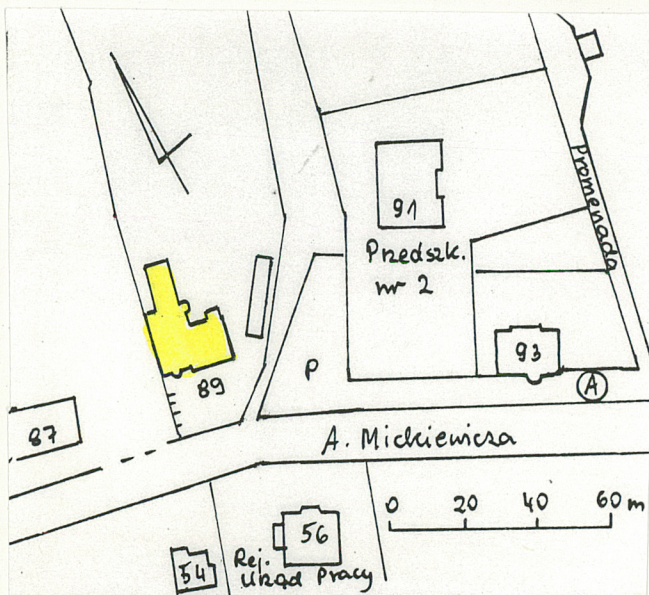 Promenada
91
Przedszk.
nr 2
93
89
P
A
87
A. Mickiewicza
0 20 40 60 m
56
54
Rej.
Urząd Pracy